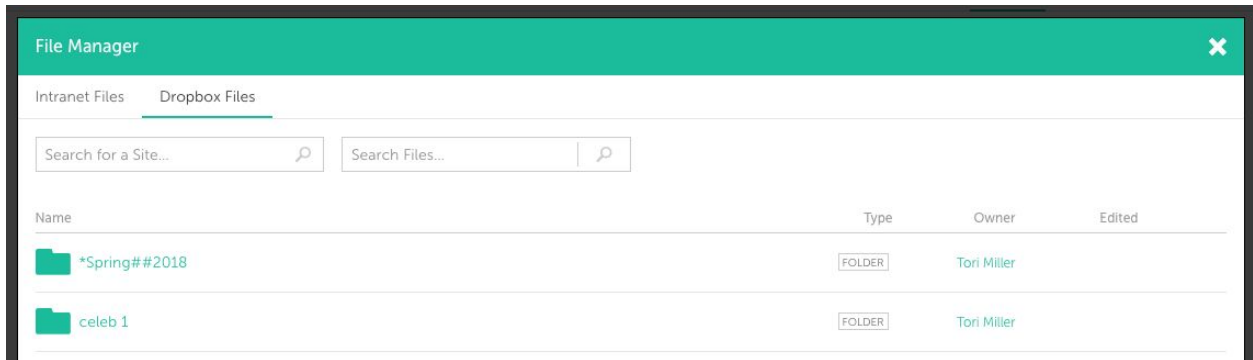 File Manager
Intranet Files Dropbox Files
Search for a Site... Search Files...
Name Type Owner Edited
*Spring##2018 FOLDER Tori Miller
celeb 1 FOLDER Tori Miller